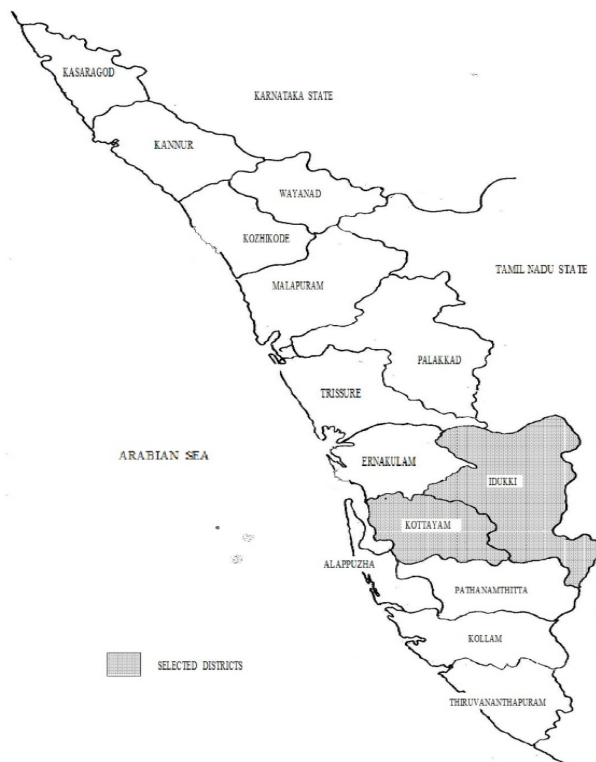 KASARAGOD
KARNATAKA STATE
KANNUR
WAYANAD
KOZHIKODE
TAMIL NADU STATE
MALAPURAM
PALAKKAD
TRISSURE
ARABIAN SEA
ERNAKULAM
IDUKKI
KOTTAYAM
ALAPPUZHA
PATHANAMTHITTA
KOLLAM
SELECTED DISTRICTS
THIRUVANANTHAPURAM